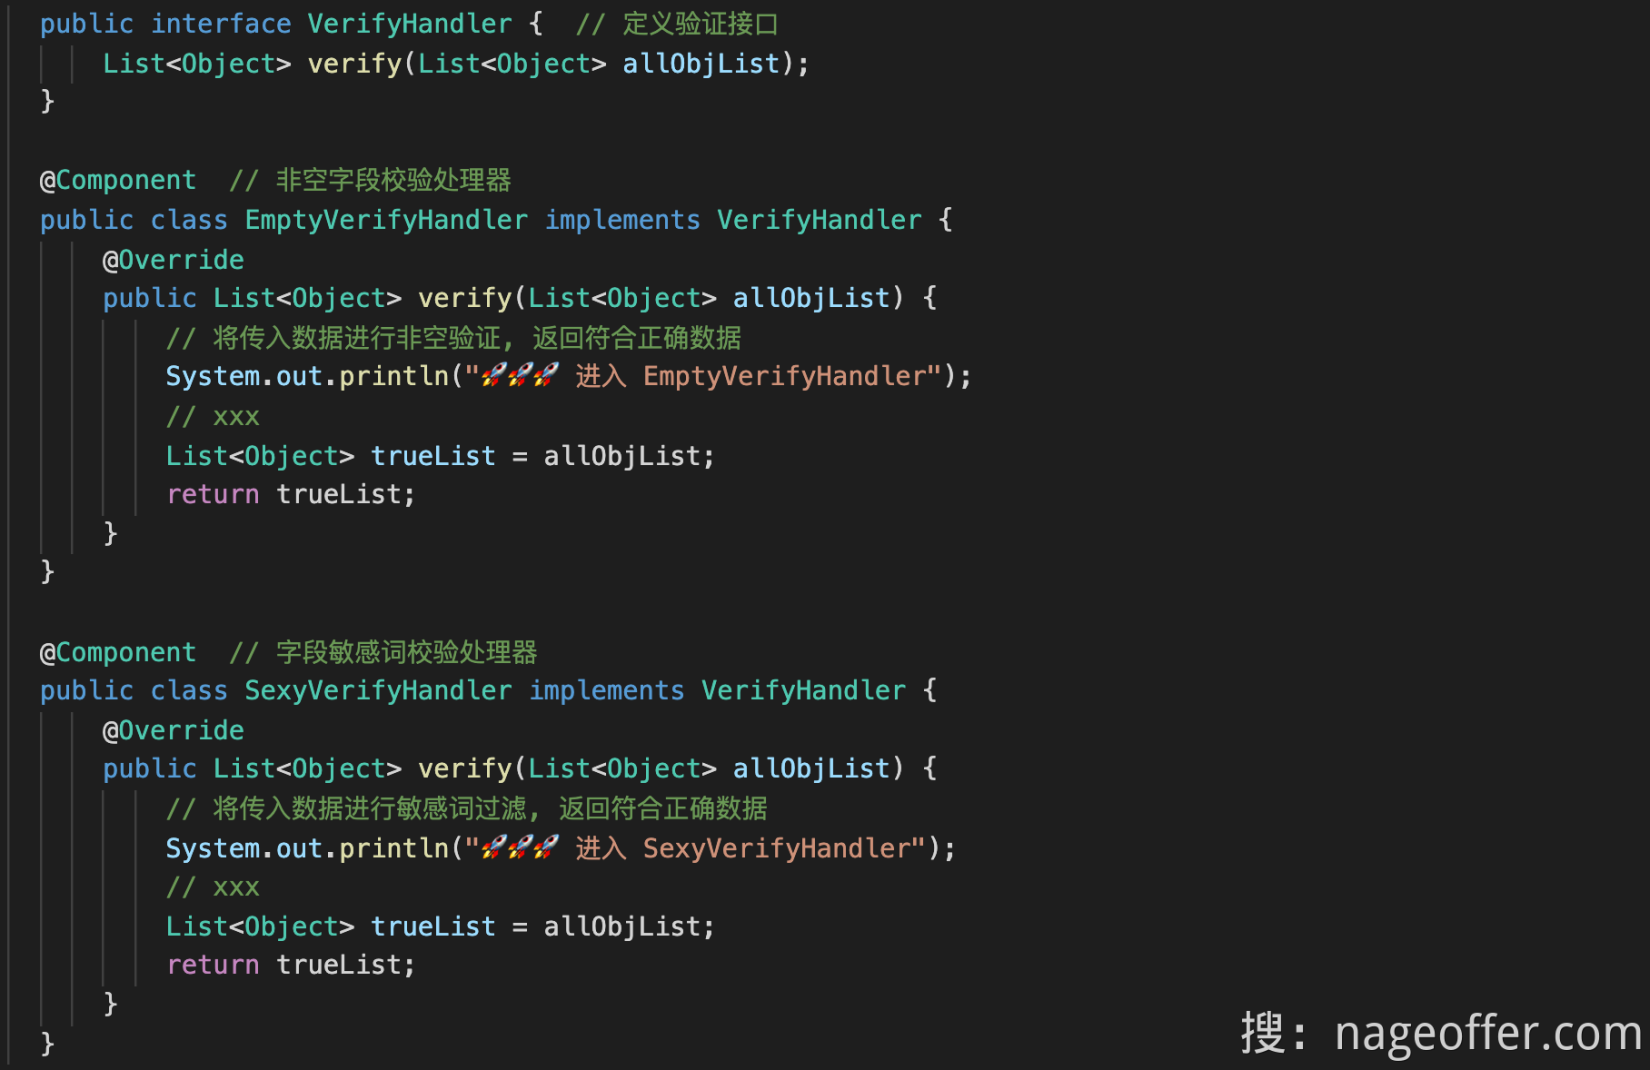 public interface VerifyHandler {  // 定义验证接口
    List<Object> verify(List<Object> allObjList);
}

@Component  // 非空字段校验处理器
public class EmptyVerifyHandler implements VerifyHandler {
    @Override
    public List<Object> verify(List<Object> allObjList) {
        // 将传入数据进行非空验证，返回符合正确数据
        System.out.println("🚀🚀🚀 进入 EmptyVerifyHandler");
        // xxx
        List<Object> trueList = allObjList;
        return trueList;
    }
}

@Component  // 字段敏感词校验处理器
public class SexyVerifyHandler implements VerifyHandler {
    @Override
    public List<Object> verify(List<Object> allObjList) {
        // 将传入数据进行敏感词过滤，返回符合正确数据
        System.out.println("🚀🚀🚀 进入 SexyVerifyHandler");
        // xxx
        List<Object> trueList = allObjList;
        return trueList;
    }
}
搜：nageoffer.com